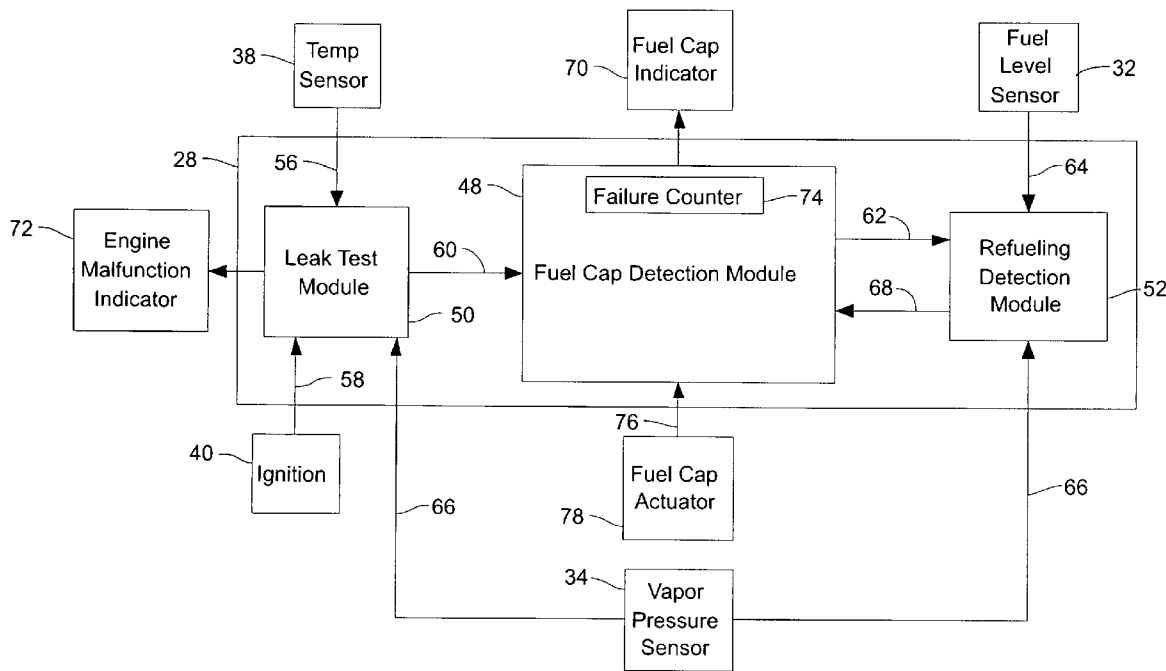 38
Temp
Sensor
70
Fuel Cap
Indicator
Fuel
Level
Sensor
32
28
56
48
Failure Counter
74
64
72
Engine
Malfunction
Indicator
Leak Test
Module
60
Fuel Cap Detection Module
62
68
Refueling
Detection
Module
52
50
58
40
Ignition
66
76
Fuel Cap
Actuator
78
66
34
Vapor
Pressure
Sensor